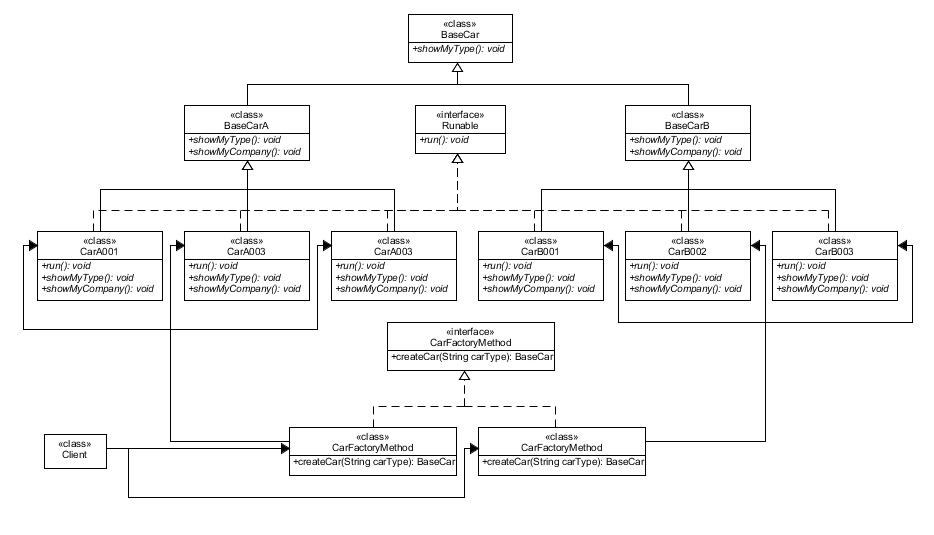 «class»
BaseCar
+showMyType(): void
«class»
BaseCarA
+showMyType(): void
+showMyCompany(): void
«interface»
Runable
+run(): void
«class»
BaseCarB
+showMyType(): void
+showMyCompany(): void
«class»
CarA001
+run(): void
+showMyType(): void
+showMyCompany(): void
«class»
CarA003
+run(): void
+showMyType(): void
+showMyCompany(): void
«class»
CarA003
+run(): void
+showMyType(): void
+showMyCompany(): void
«class»
CarB001
+run(): void
+showMyType(): void
+showMyCompany(): void
«class»
CarB002
+run(): void
+showMyType(): void
+showMyCompany(): void
«class»
CarB003
+run(): void
+showMyType(): void
+showMyCompany(): void
«interface»
CarFactoryMethod
+createCar(String carType): BaseCar
«class»
Client
«class»
CarFactoryMethod
+createCar(String carType): BaseCar
«class»
CarFactoryMethod
+createCar(String carType): BaseCar